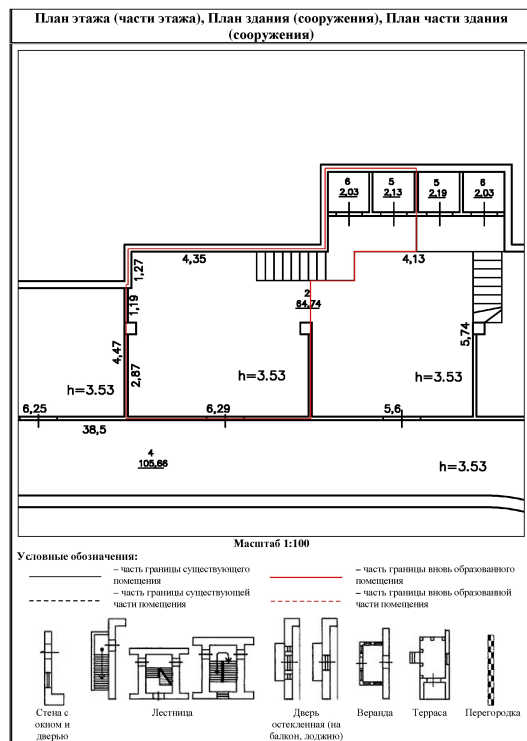 План этажа (части этажа), План здания (сооружения), План части здания
(сооружения)
6 5 5 6
2,03 2,13 2,19 2,03
4,35 4,13
1,27
2
64,74
1,19
5,74
4,47
2,87
h=3.53 h=3.53 h=3.53
6,25 6,29 5,6
38,5
4
105,66
h=3.53
Масштаб 1:100
Условные обозначения:
– часть границы существующего
помещения
– часть границы вновь образованного
помещения
– часть границы существующей
части помещения
– часть границы вновь образованной
части помещения
Стена с
окном и
дверью
Лестница
Дверь
остекленная (на
балкон, лоджию)
Веранда
Терраса
Перегородка